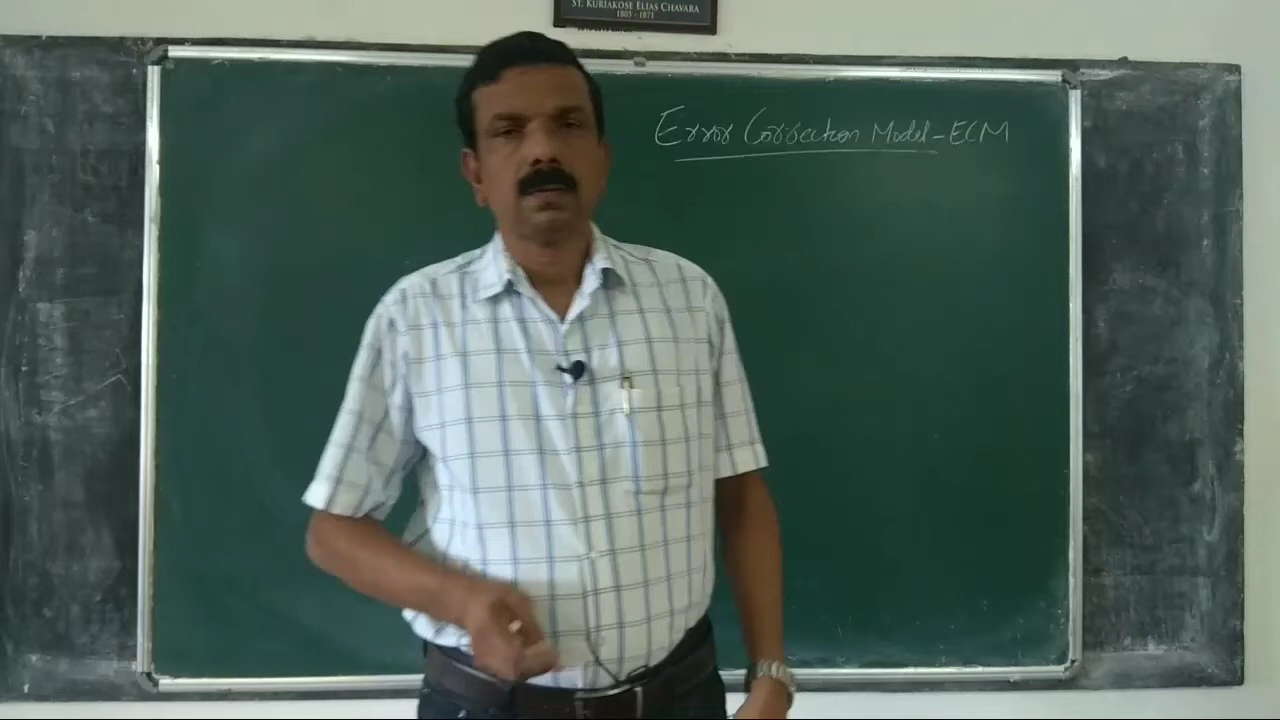 ST. KURIAKOSE ELIAS CHAVARA
1805 - 1871
Error Correction Model - ECM